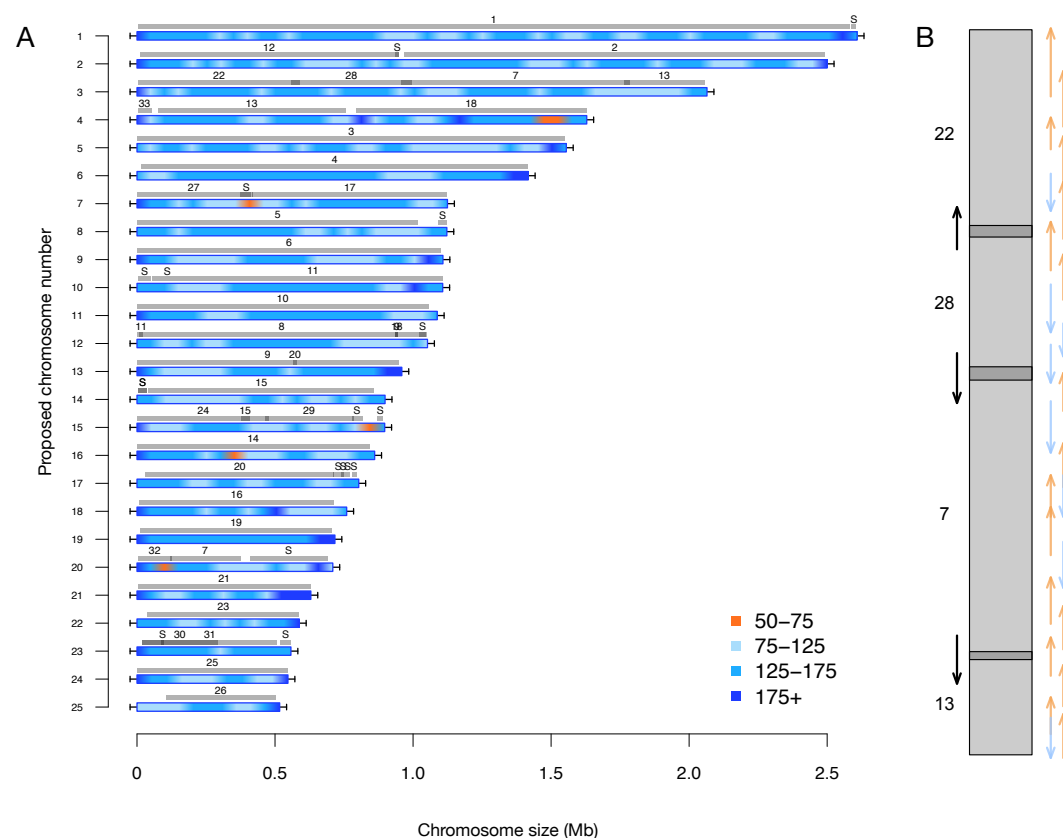 A
B
1 S
1
12 S 2
2
22 28 7 13
3
33 13 18
4
3
5
4
6
27 S 17
7
5 S
8
6
9
S S 11
10
10
11
11 8 S
12
9 20
13
S 15
14
24 15 29 S S
15
14
16
20 SSSS
17
16
18
19
19
32 7 S
20
21
21
23
22
S 30 31 S
23
25
24
26
25
Proposed chromosome number
50–75
75–125
125–175
175+
0 0.5 1.0 1.5 2.0 2.5
Chromosome size (Mb)
22
28
7
13